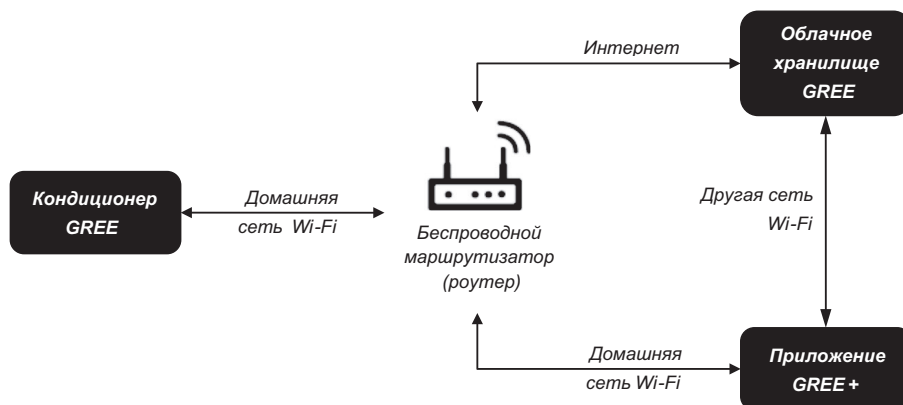 Интернет
Облачное
хранилище
GREE
Кондиционер
GREE
Домашняя
сеть Wi-Fi
Беспроводной
маршрутизатор
(роутер)
Другая сеть
Wi-Fi
Домашняя
сеть Wi-Fi
Приложение
GREE +